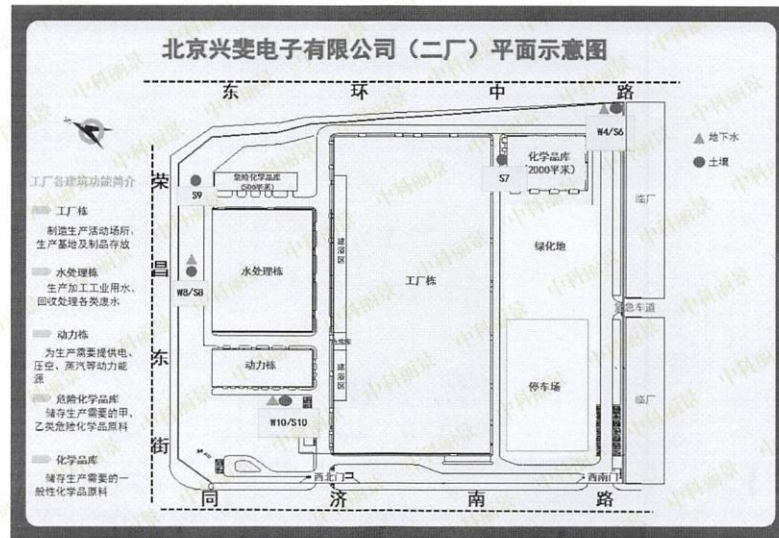 北京兴斐电子有限公司（二厂）平面示意图
东 环 中 路
W4/S6
地下水
土壤
工厂各建筑功能简介
工厂栋
制造生产活动场所、
生产基地及制品存放
水处理栋
生产加工工业用水、
回收处理各类废水
动力栋
为生产需要提供电、
压空、蒸汽等动力能
源
危险化学品库
储存生产需要的甲、
乙类危险化学品原料
化学品库
储存生产需要的一
般性化学品原料
荣 昌 东 街
S9
危险化学品库
(500平米)
W8/S8
水处理栋
动力栋
W10/S10
工厂栋
化学品库
(2000平米)
S7
绿化地
停车场
临厂
急车道
临厂
西北门
西南门
同 济 南 路
中科丽景